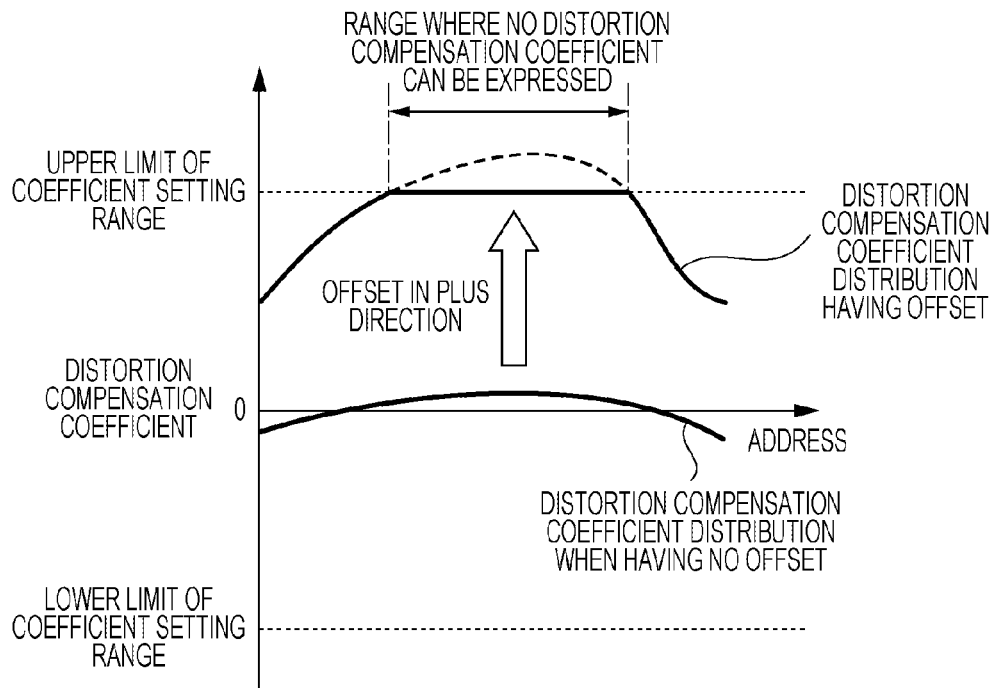 RANGE WHERE NO DISTORTION
COMPENSATION COEFFICIENT
CAN BE EXPRESSED
UPPER LIMIT OF
COEFFICIENT SETTING
RANGE
DISTORTION
COMPENSATION
COEFFICIENT
DISTRIBUTION
HAVING OFFSET
OFFSET IN PLUS
DIRECTION
DISTORTION
COMPENSATION
COEFFICIENT
0
ADDRESS
DISTORTION COMPENSATION
COEFFICIENT DISTRIBUTION
WHEN HAVING NO OFFSET
LOWER LIMIT OF
COEFFICIENT SETTING
RANGE